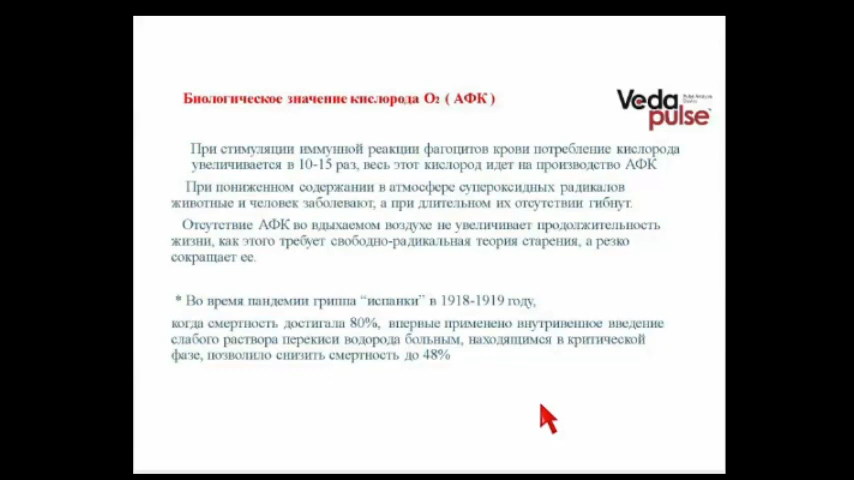 Биологическое значение кислорода O₂ ( АФК )
Veda
pulse
При стимуляции иммунной реакции фагоцитов крови потребление кислорода
увеличивается в 10-15 раз, весь этот кислород идет на производство АФК
При пониженном содержании в атмосфере супероксидных радикалов
животные и человек заболевают, а при длительном их отсутствии гибнут.
Отсутствие АФК во вдыхаемом воздухе не увеличивает продолжительность
жизни, как этого требует свободно-радикальная теория старения, а резко
сокращает ее.
* Во время пандемии гриппа “испанки” в 1918-1919 году,
когда смертность достигала 80%, впервые применено внутривенное введение
слабого раствора перекиси водорода больным, находящимся в критической
фазе, позволило снизить смертность до 48%